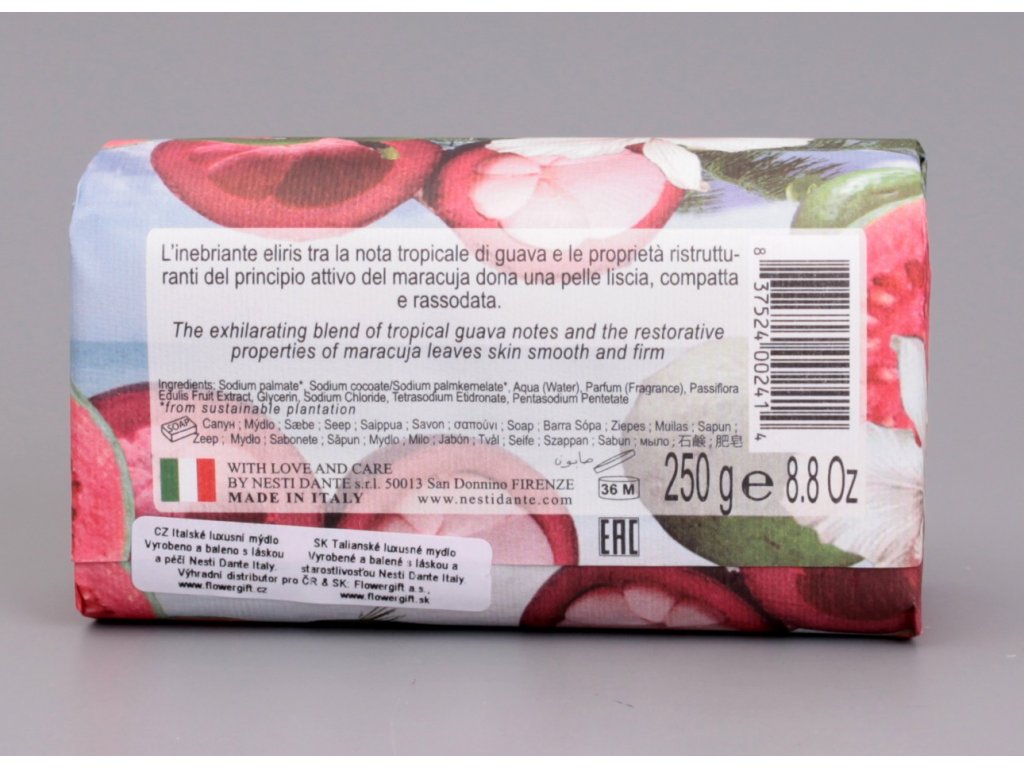 L'inebriante eliris tra la nota tropicale di guava e le proprietà ristruttu-
ranti del principio attivo del maracuja dona una pelle liscia, compatta
e rassodata.
The exhilarating blend of tropical guava notes and the restorative
properties of maracuja leaves skin smooth and firm
Ingredients: Sodium palmate*, Sodium cocoate/Sodium palmkernelate*, Aqua (Water), Parfum (Fragrance), Passiflora
Edulis Fruit Extract, Glycerin, Sodium Chloride, Tetrasodium Etidronate, Pentasodium Pentetate
*from sustainable plantation
SOAP
Сапун ; Mýdlo ; Sæbe ; Seep ; Saippua ; Savon ; σαπούνι ; Soap ; Barra Sópa ; Ziepes ; Muilas ; Sapun ;
Zeep ; Mydło ; Sabonete ; Săpun ; Mydlo ; Milo ; Jabón ; Tvål ; Seife ; Szappan ; Sabun ; мыло ; 石鹸 ; 肥皂
صابون
WITH LOVE AND CARE
BY NESTI DANTE s.r.l. 50013 San Donnino FIRENZE
MADE IN ITALY www.nestidante.com
36 M
250 g e 8.8 Oz
EAC
8 37524 00241 4
CZ Italské luxusní mýdlo
Vyrobeno a baleno s láskou
a péčí Nesti Dante Italy.
Výhradní distributor pro ČR & SK: Flowergift a.s.,
www.flowergift.cz
SK Talianské luxusné mydlo
Vyrobené a balené s láskou a
starostlivosťou Nesti Dante Italy
www.flowergift.sk